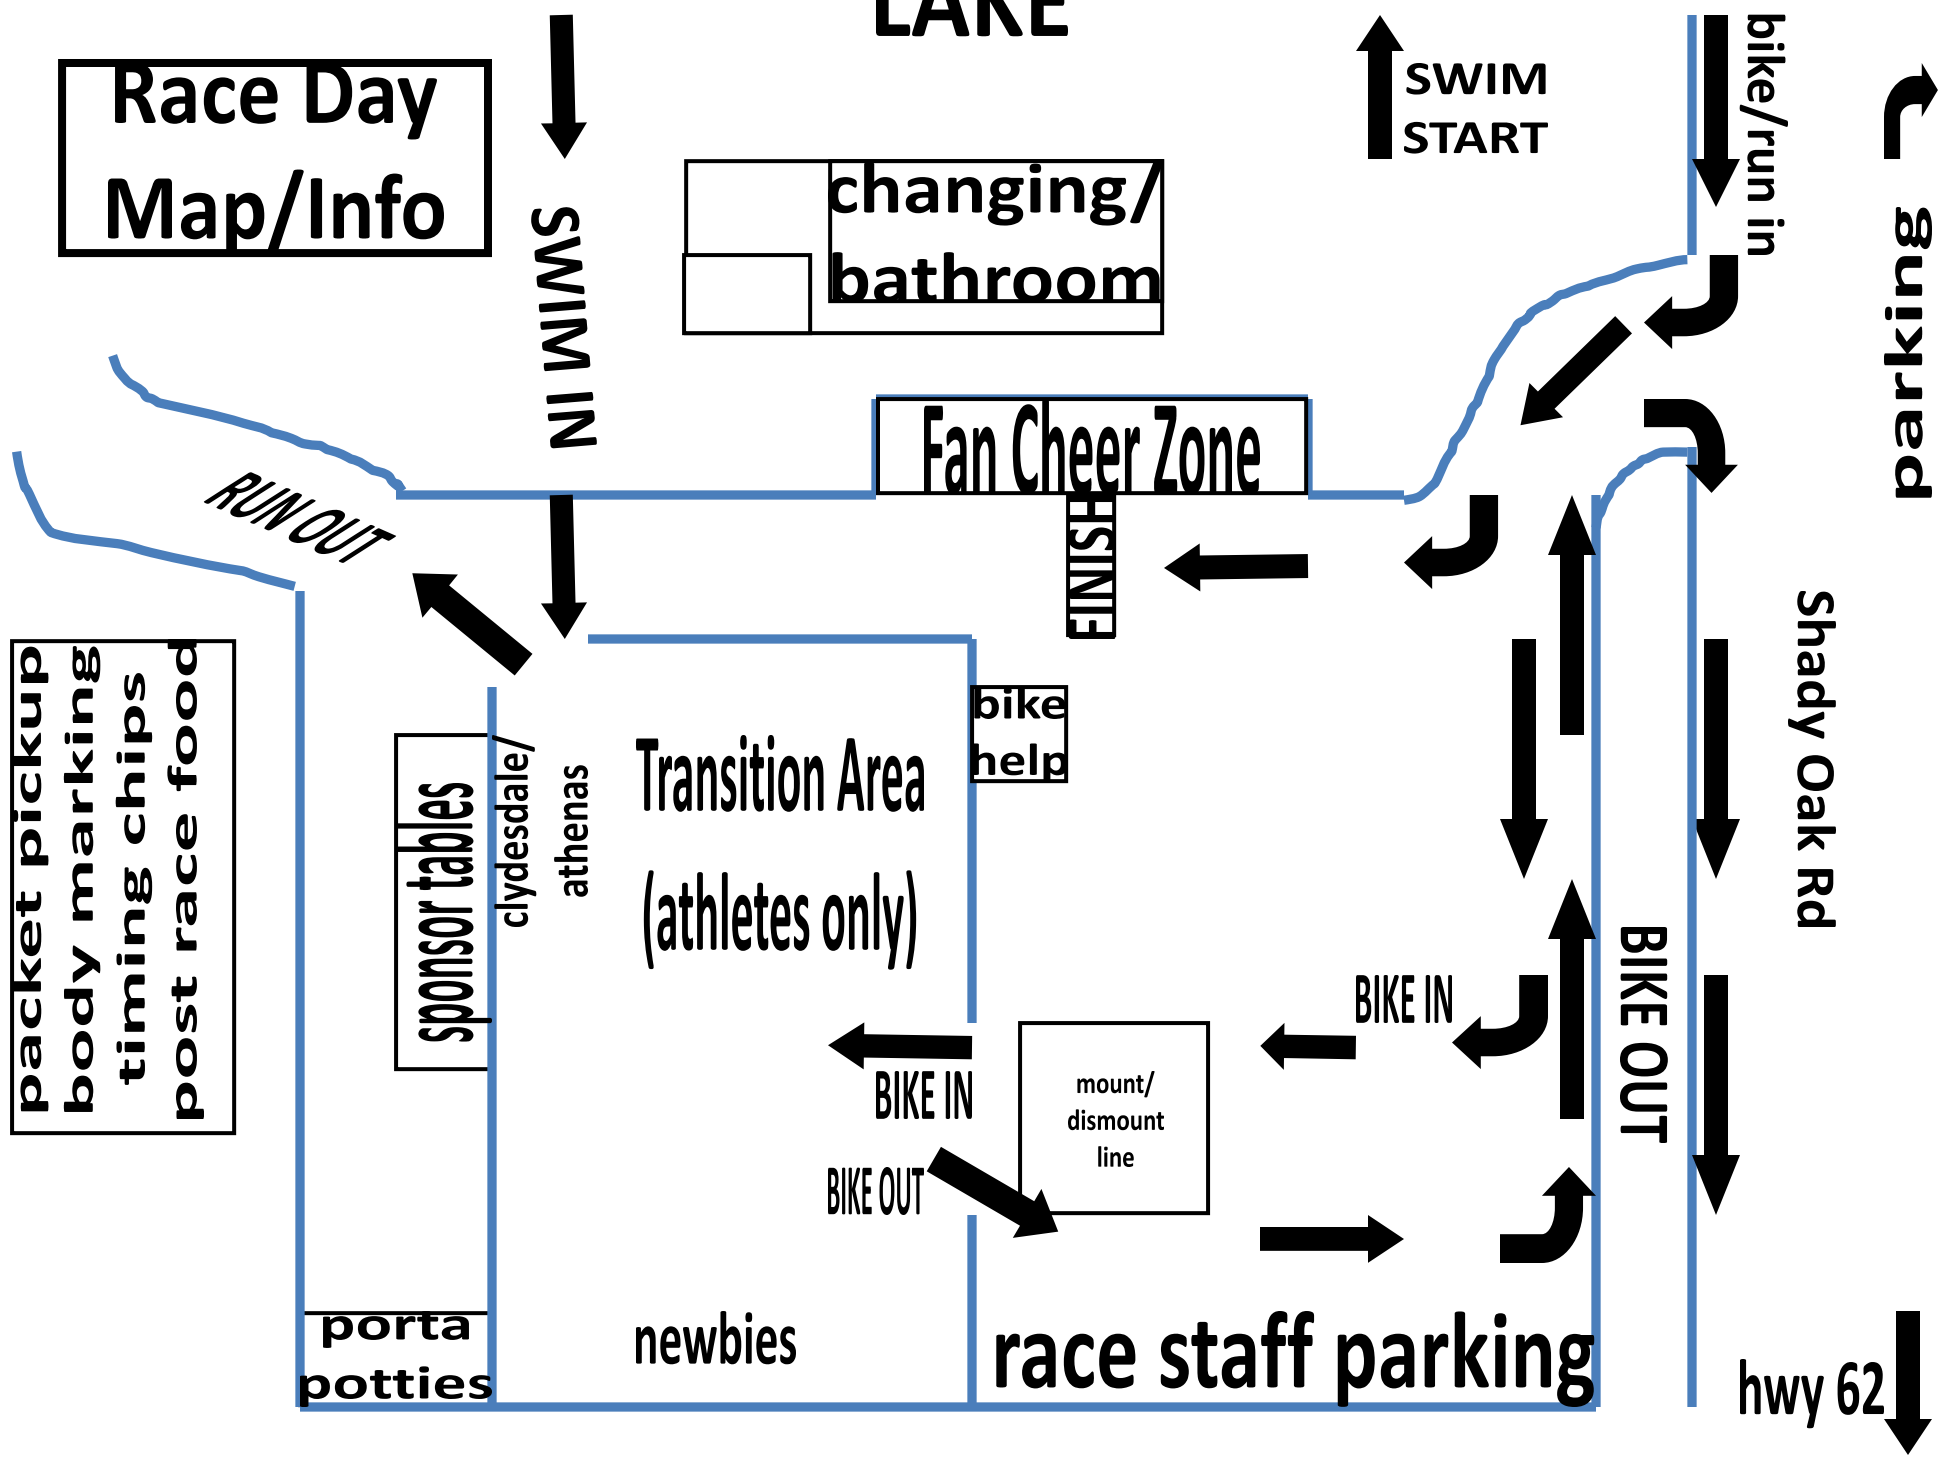 LAKE
Race Day
Map/Info
SWIM
START
bike/run in
parking
changing/
bathroom
SWIM IN
Fan Cheer Zone
FINISH
RUN OUT
packet pickup
body marking
timing chips
post race food
sponsor tables
clydesdale/
athenas
Transition Area
(athletes only)
bike
help
Shady Oak Rd
BIKE IN
BIKE OUT
BIKE IN
mount/
dismount
line
BIKE OUT
porta
potties
newbies
race staff parking
hwy 62